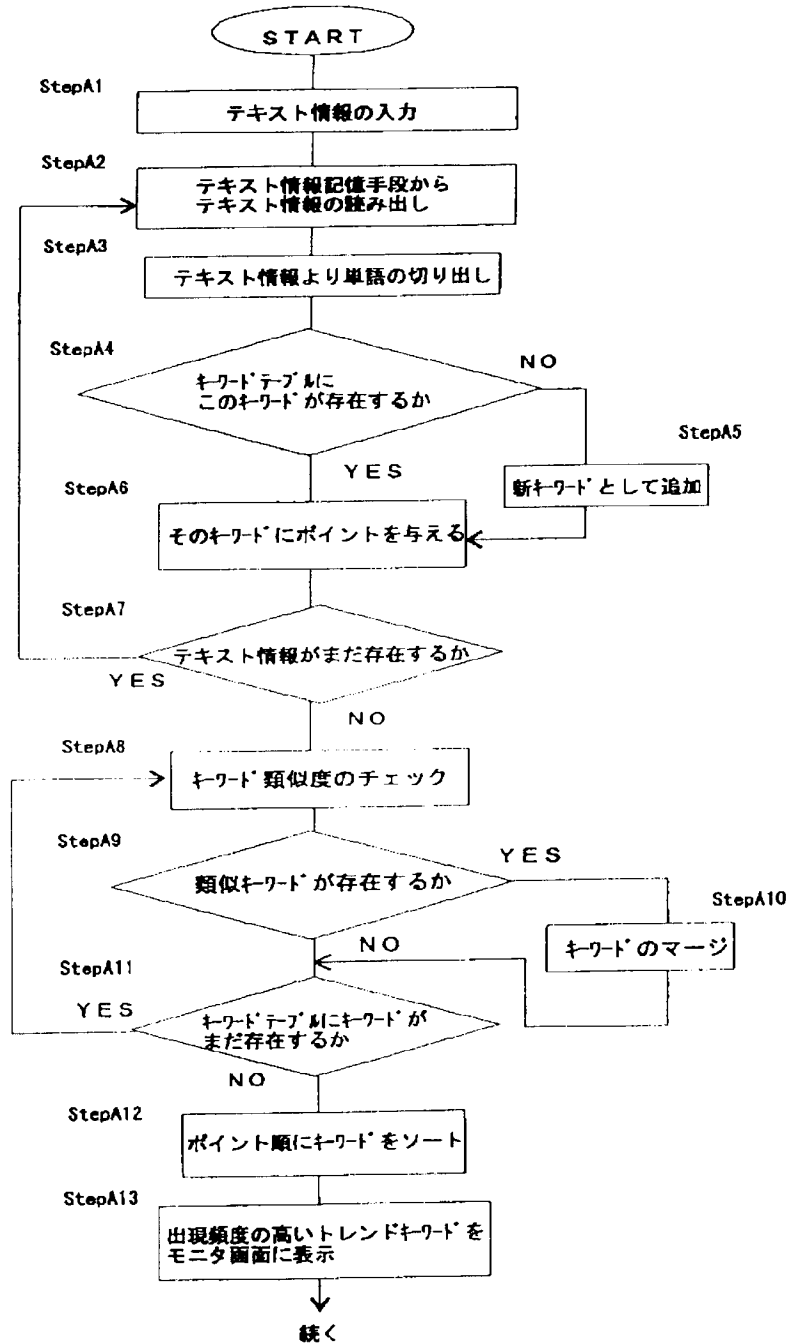 START
StepA1
テキスト情報の入力
StepA2
テキスト情報記憶手段から
テキスト情報の読み出し
StepA3
テキスト情報より単語の切り出し
StepA4
キーワードテーブルに
このキーワードが存在するか
NO
StepA5
新キーワードとして追加
YES
StepA6
そのキーワードにポイントを与える
StepA7
テキスト情報がまだ存在するか
YES
NO
StepA8
キーワード類似度のチェック
StepA9
類似キーワードが存在するか
YES
StepA10
キーワードのマージ
NO
StepA11
YES
キーワードテーブルにキーワードが
まだ存在するか
NO
StepA12
ポイント順にキーワードをソート
StepA13
出現頻度の高いトレンドキーワードを
モニタ画面に表示
続く